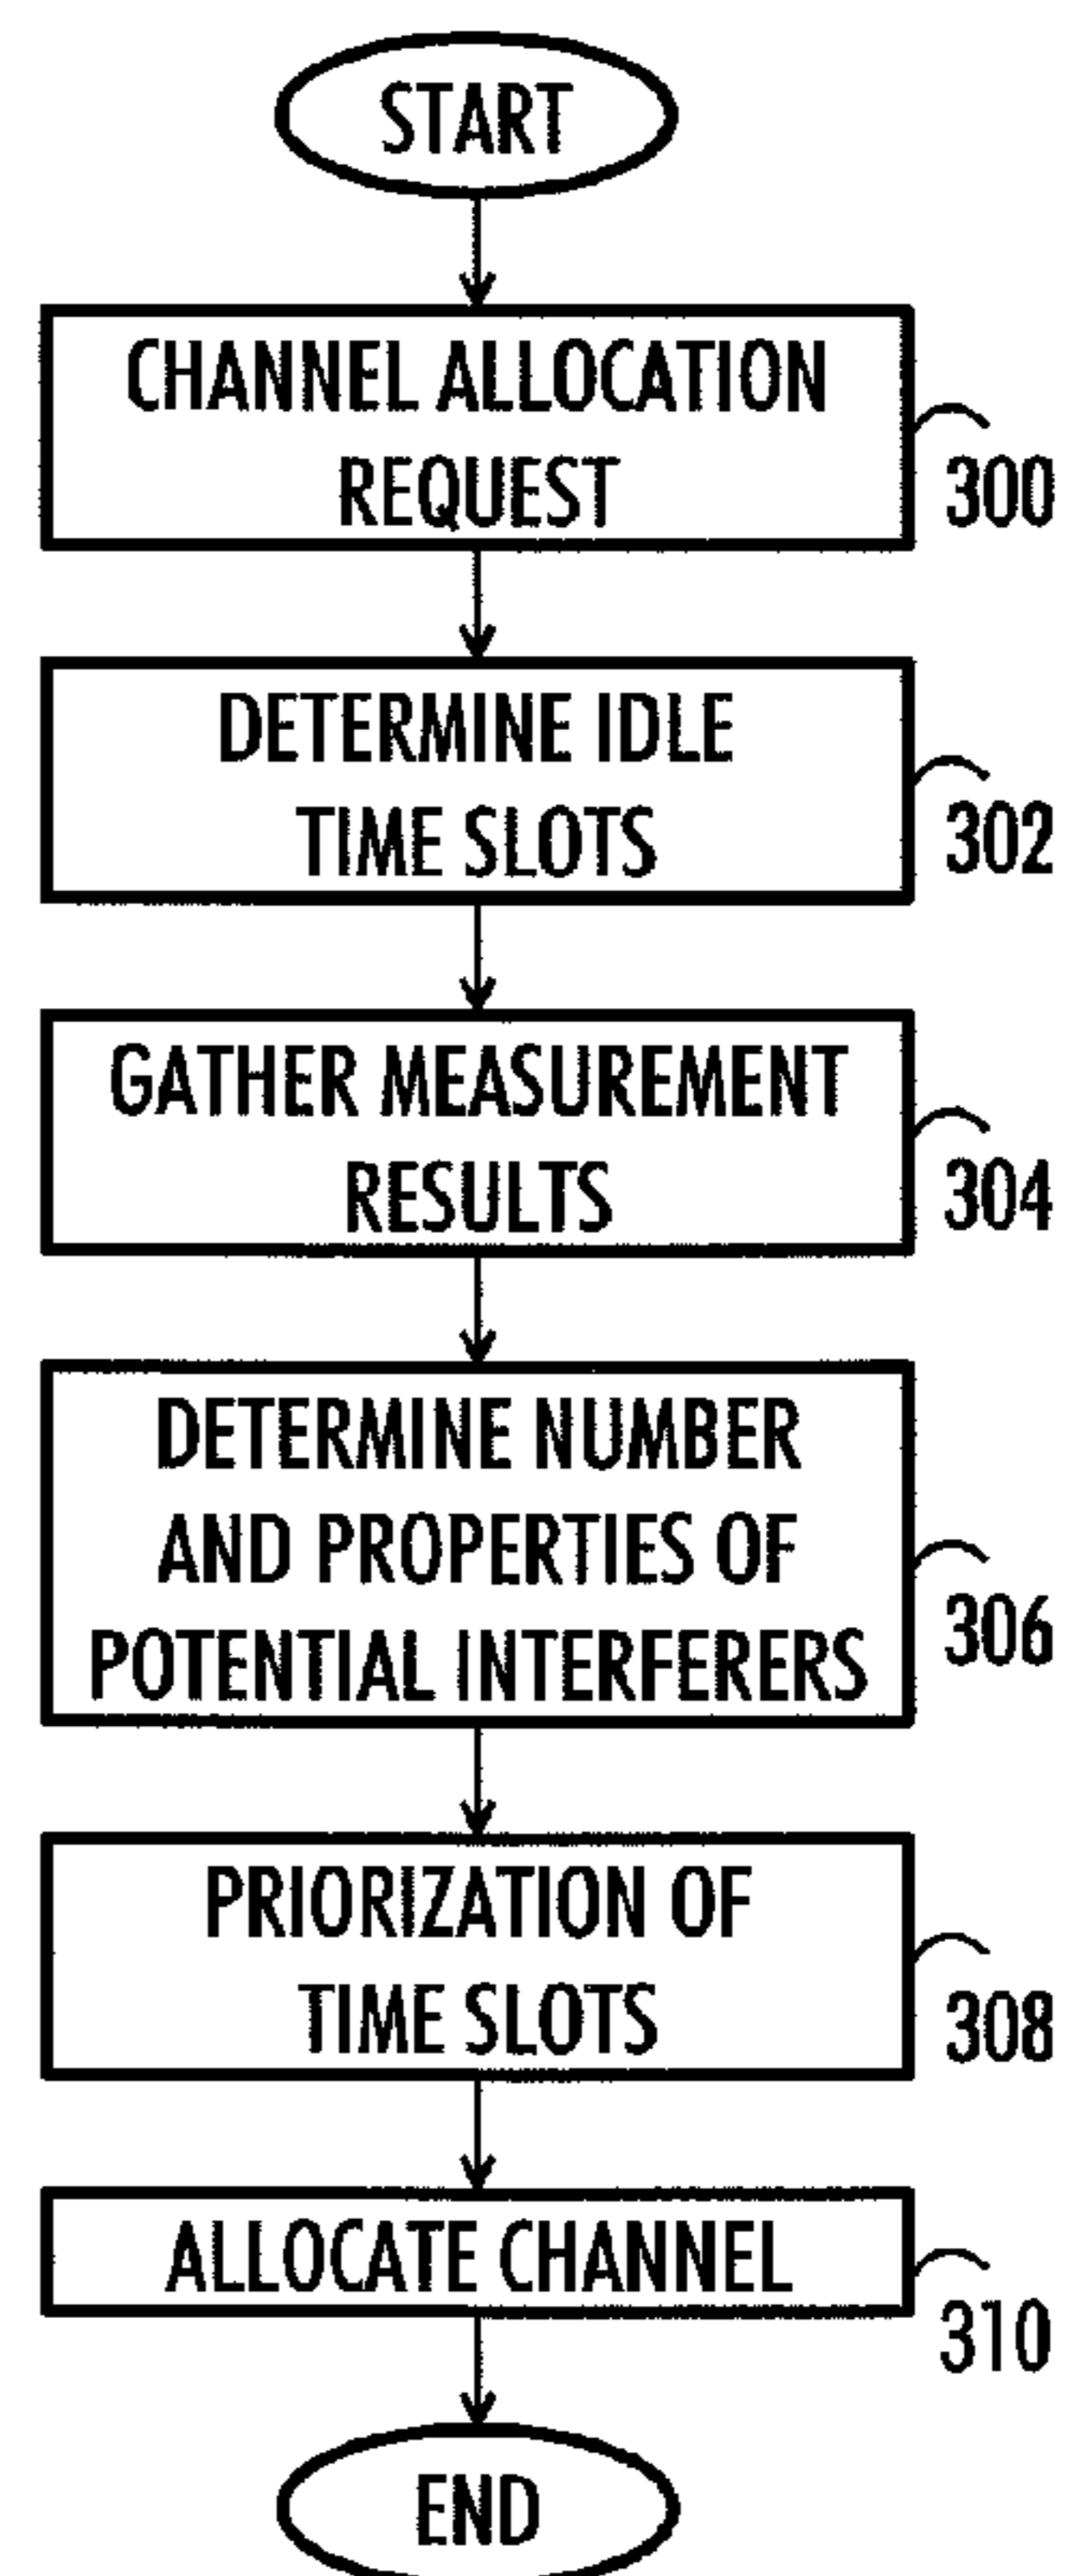 START
CHANNEL ALLOCATION
REQUEST
300
DETERMINE IDLE
TIME SLOTS
302
GATHER MEASUREMENT
RESULTS
304
DETERMINE NUMBER
AND PROPERTIES OF
POTENTIAL INTERFERERS
306
PRIORIZATION OF
TIME SLOTS
308
ALLOCATE CHANNEL
310
END